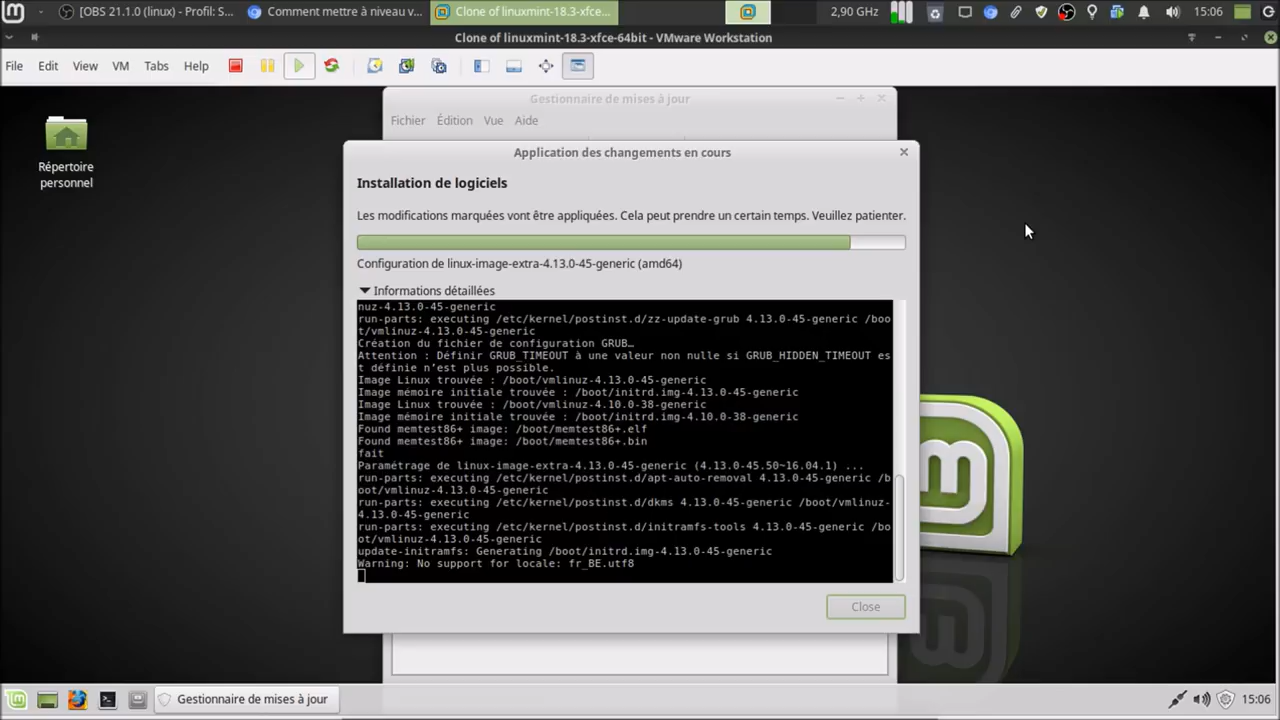 [OBS 21.1.0 (linux) - Profil: S...
Comment mettre à niveau v...
Clone of linuxmint-18.3-xfce...
2,90 GHz
15:06
Clone of linuxmint-18.3-xfce-64bit - VMware Workstation
File Edit View VM Tabs Help
Gestionnaire de mises à jour
Fichier Édition Vue Aide
Répertoire
personnel
Application des changements en cours
Installation de logiciels
Les modifications marquées vont être appliquées. Cela peut prendre un certain temps. Veuillez patienter.
Configuration de linux-image-extra-4.13.0-45-generic (amd64)
Informations détaillées
nuz-4.13.0-45-generic
run-parts: executing /etc/kernel/postinst.d/zz-update-grub 4.13.0-45-generic /boo
t/vmlinuz-4.13.0-45-generic
Création du fichier de configuration GRUB…
Attention : Définir GRUB_TIMEOUT à une valeur non nulle si GRUB_HIDDEN_TIMEOUT es
t définie n’est plus possible.
Image Linux trouvée : /boot/vmlinuz-4.13.0-45-generic
Image mémoire initiale trouvée : /boot/initrd.img-4.13.0-45-generic
Image Linux trouvée : /boot/vmlinuz-4.10.0-38-generic
Image mémoire initiale trouvée : /boot/initrd.img-4.10.0-38-generic
Found memtest86+ image: /boot/memtest86+.elf
Found memtest86+ image: /boot/memtest86+.bin
fait
Paramétrage de linux-image-extra-4.13.0-45-generic (4.13.0-45.50~16.04.1) ...
run-parts: executing /etc/kernel/postinst.d/apt-auto-removal 4.13.0-45-generic /b
oot/vmlinuz-4.13.0-45-generic
run-parts: executing /etc/kernel/postinst.d/dkms 4.13.0-45-generic /boot/vmlinuz-
4.13.0-45-generic
run-parts: executing /etc/kernel/postinst.d/initramfs-tools 4.13.0-45-generic /bo
ot/vmlinuz-4.13.0-45-generic
update-initramfs: Generating /boot/initrd.img-4.13.0-45-generic
Warning: No support for locale: fr_BE.utf8
Close
Gestionnaire de mises à jour
15:06